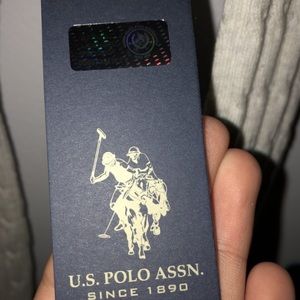 U.S. POLO ASSN.
SINCE 1890